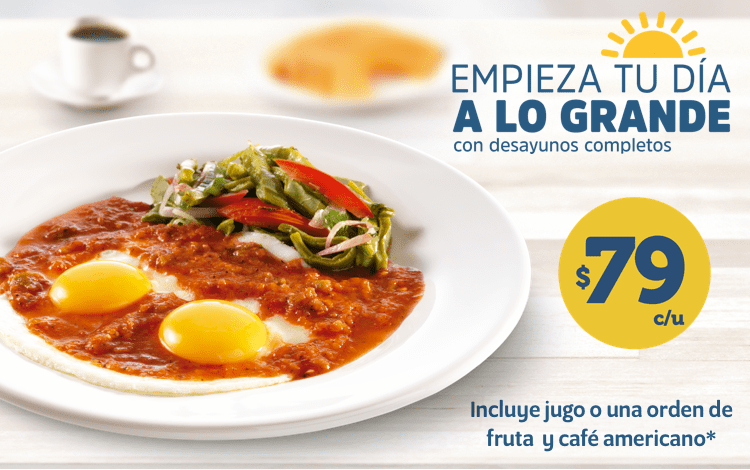 EMPIEZA TU DÍA
A LO GRANDE
con desayunos completos
$79
c/u
Incluye jugo o una orden de
fruta y café americano*